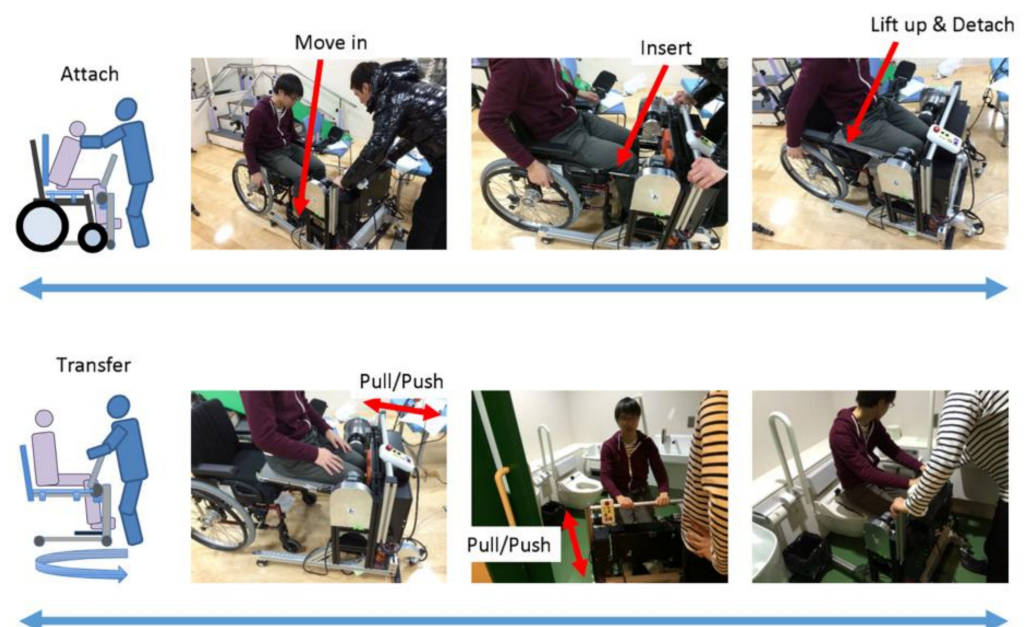 Lift up & Detach
Move in
Insert
Attach
Transfer
Pull/Push
Pull/Push